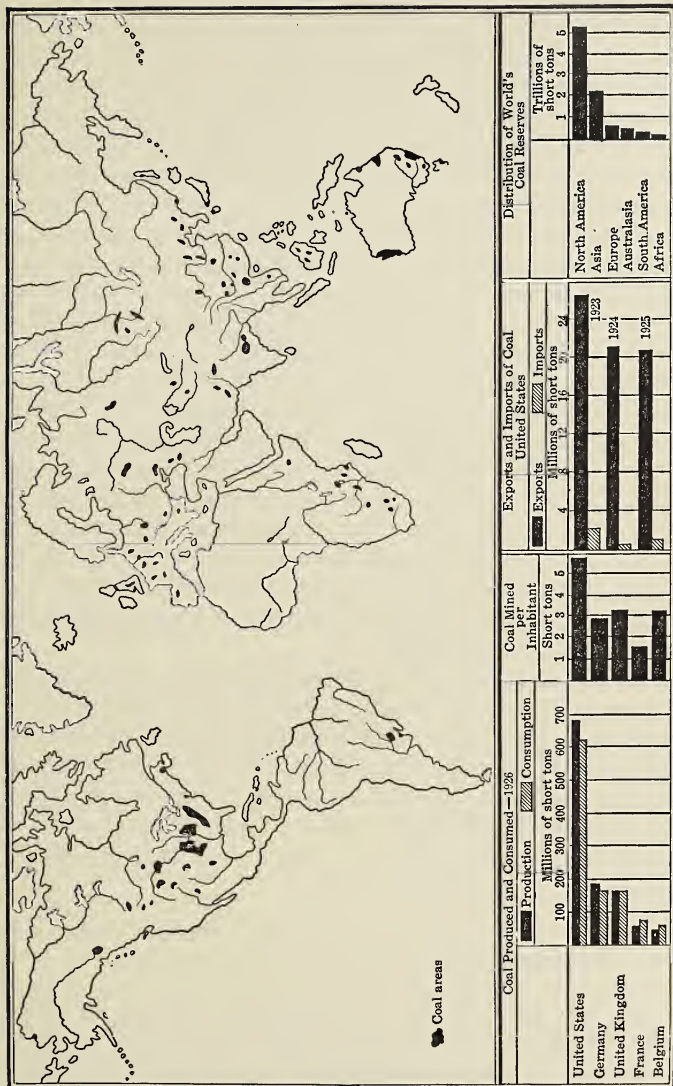 Coal areas
Coal Produced and Consumed—1926
Production
Consumption
Millions of short tons
100 200 300 400 500 600 700
United States
Germany
United Kingdom
France
Belgium
Coal Mined
per
Inhabitant
Short tons
1 2 3 4 5
Exports and Imports of Coal
United States
Exports
Imports
Millions of short tons
4 8 12 16 20 24
1923
1924
1925
Distribution of World's
Coal Reserves
Trillions of
short tons
1 2 3 4 5
North America
Asia
Europe
Australasia
South America
Africa